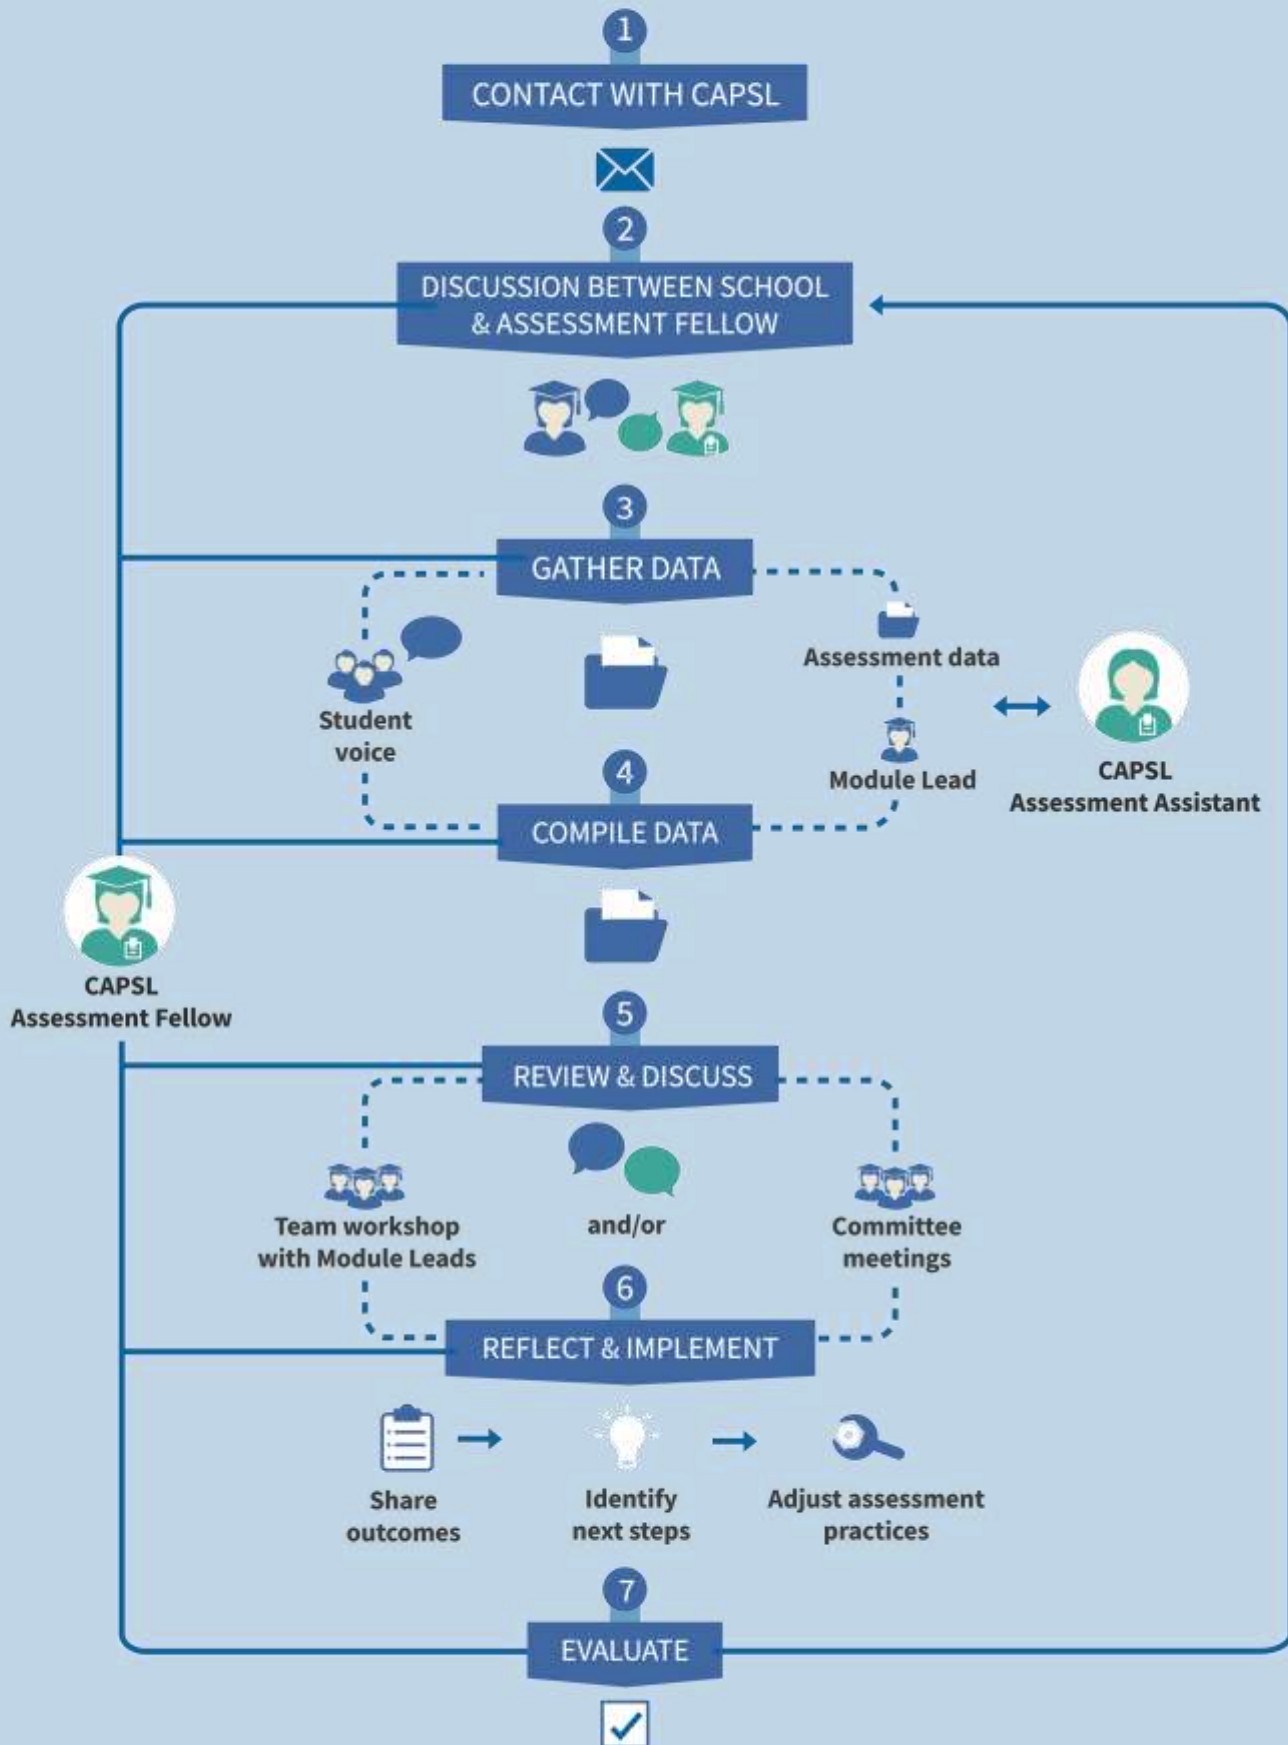 1
CONTACT WITH CAPSL
2
DISCUSSION BETWEEN SCHOOL
& ASSESSMENT FELLOW
3
GATHER DATA
Student
voice
Assessment data
Module Lead
CAPSL
Assessment Assistant
4
COMPILE DATA
CAPSL
Assessment Fellow
5
REVIEW & DISCUSS
Team workshop
with Module Leads
and/or
Committee
meetings
6
REFLECT & IMPLEMENT
Share
outcomes
Identify
next steps
Adjust assessment
practices
7
EVALUATE